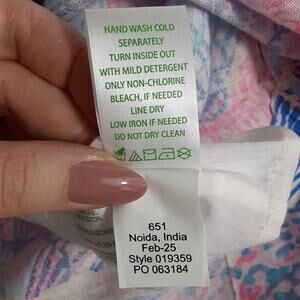 HAND WASH COLD
SEPARATELY
TURN INSIDE OUT
WITH MILD DETERGENT
ONLY NON-CHLORINE
BLEACH, IF NEEDED
LINE DRY
LOW IRON IF NEEDED
DO NOT DRY CLEAN
651
Noida, India
Feb-25
Style 019359
PO 063184